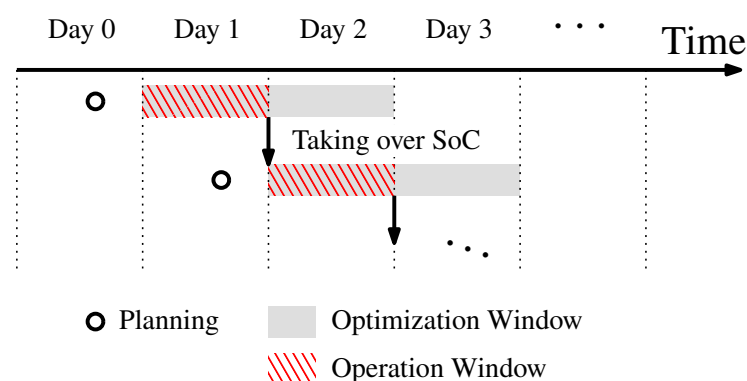 Day 0 Day 1 Day 2 Day 3 · · ·
Time
Taking over SoC
Planning Optimization Window
Operation Window